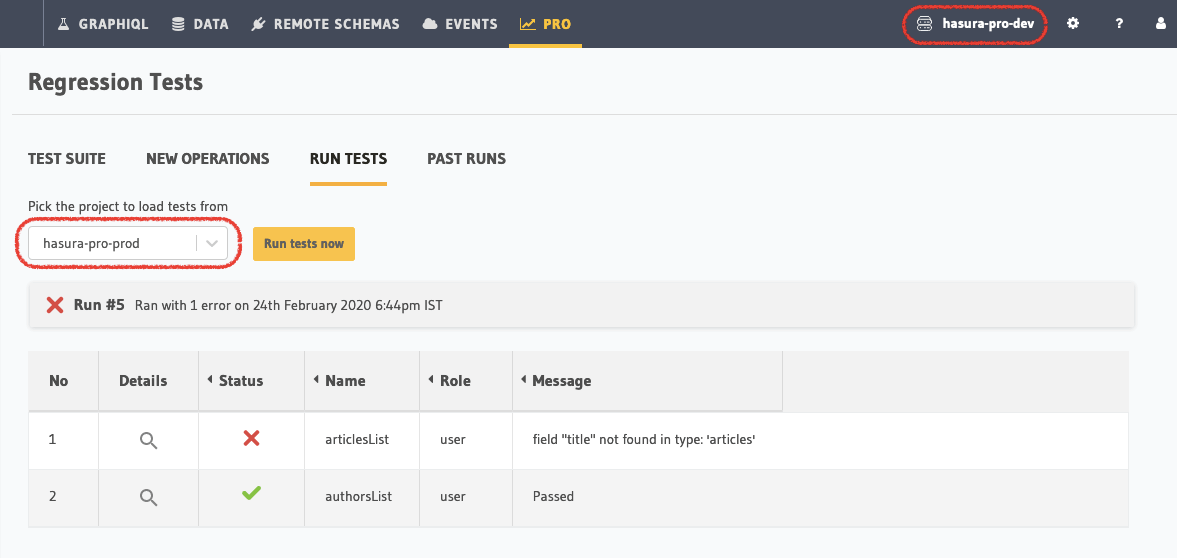 GRAPHIQL DATA REMOTE SCHEMAS EVENTS PRO hasura-pro-dev ?
Regression Tests
TEST SUITE NEW OPERATIONS RUN TESTS PAST RUNS
Pick the project to load tests from
hasura-pro-prod Run tests now
Run #5 Ran with 1 error on 24th February 2020 6:44pm IST
No Details Status Name Role Message
1 articlesList user field "title" not found in type: 'articles'
2 authorsList user Passed